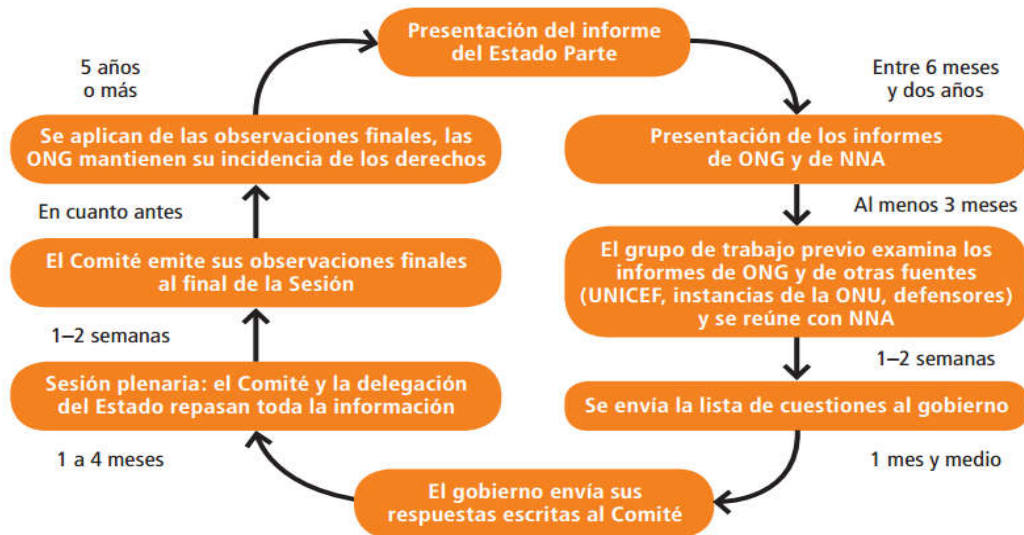 Presentación del informe
del Estado Parte
Entre 6 meses
y dos años
Presentación de los informes
de ONG y de NNA
Al menos 3 meses
El grupo de trabajo previo examina los
informes de ONG y de otras fuentes
(UNICEF, instancias de la ONU, defensores)
y se reúne con NNA
1–2 semanas
Se envía la lista de cuestiones al gobierno
1 mes y medio
El gobierno envía sus
respuestas escritas al Comité
1 a 4 meses
Sesión plenaria: el Comité y la delegación
del Estado repasan toda la información
1–2 semanas
El Comité emite sus observaciones finales
al final de la Sesión
En cuanto antes
Se aplican de las observaciones finales, las
ONG mantienen su incidencia de los derechos
5 años
o más